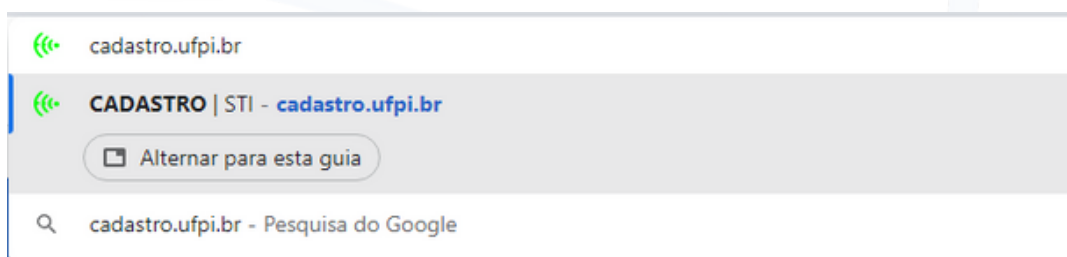 cadastro.ufpi.br
CADASTRO | STI - cadastro.ufpi.br
Alternar para esta guia
cadastro.ufpi.br - Pesquisa do Google